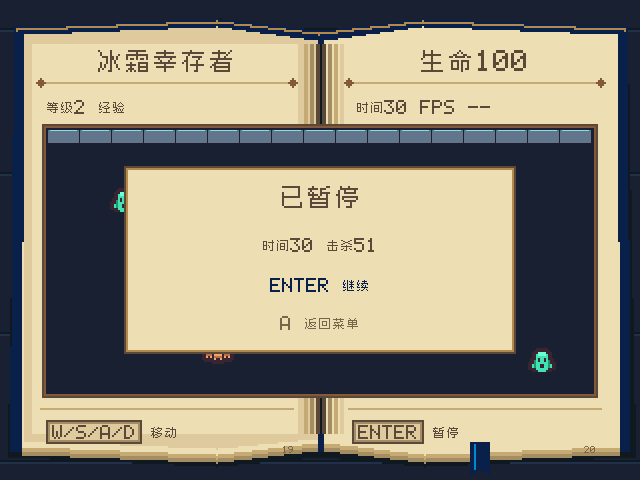 冰霜幸存者
生命100
等级2 经验
时间30 FPS --
已暂停
时间30 击杀51
ENTER 继续
A 返回菜单
W/S/A/D 移动
ENTER 暂停
19
20